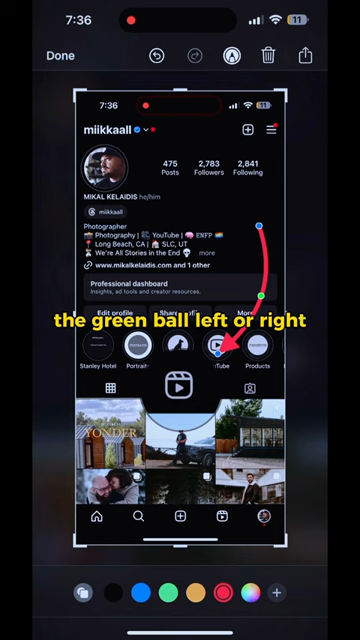 7:36
11
Done
7:36
11
miikkaall
475
2,783
2,841
Posts
Followers
Following
MIKAL KELAIDIS he/him
miikkaall
Photographer
Photography | YouTube | ENFP
Long Beach, CA | SLC, UT
We're All Stories in the End more
www.mikalkelaidis.com and 1 other
Professional dashboard
Insights, ad tools and creator resources.
Edit profile
More
the green ball left or right
Stanley Hotel
Products
YONDER